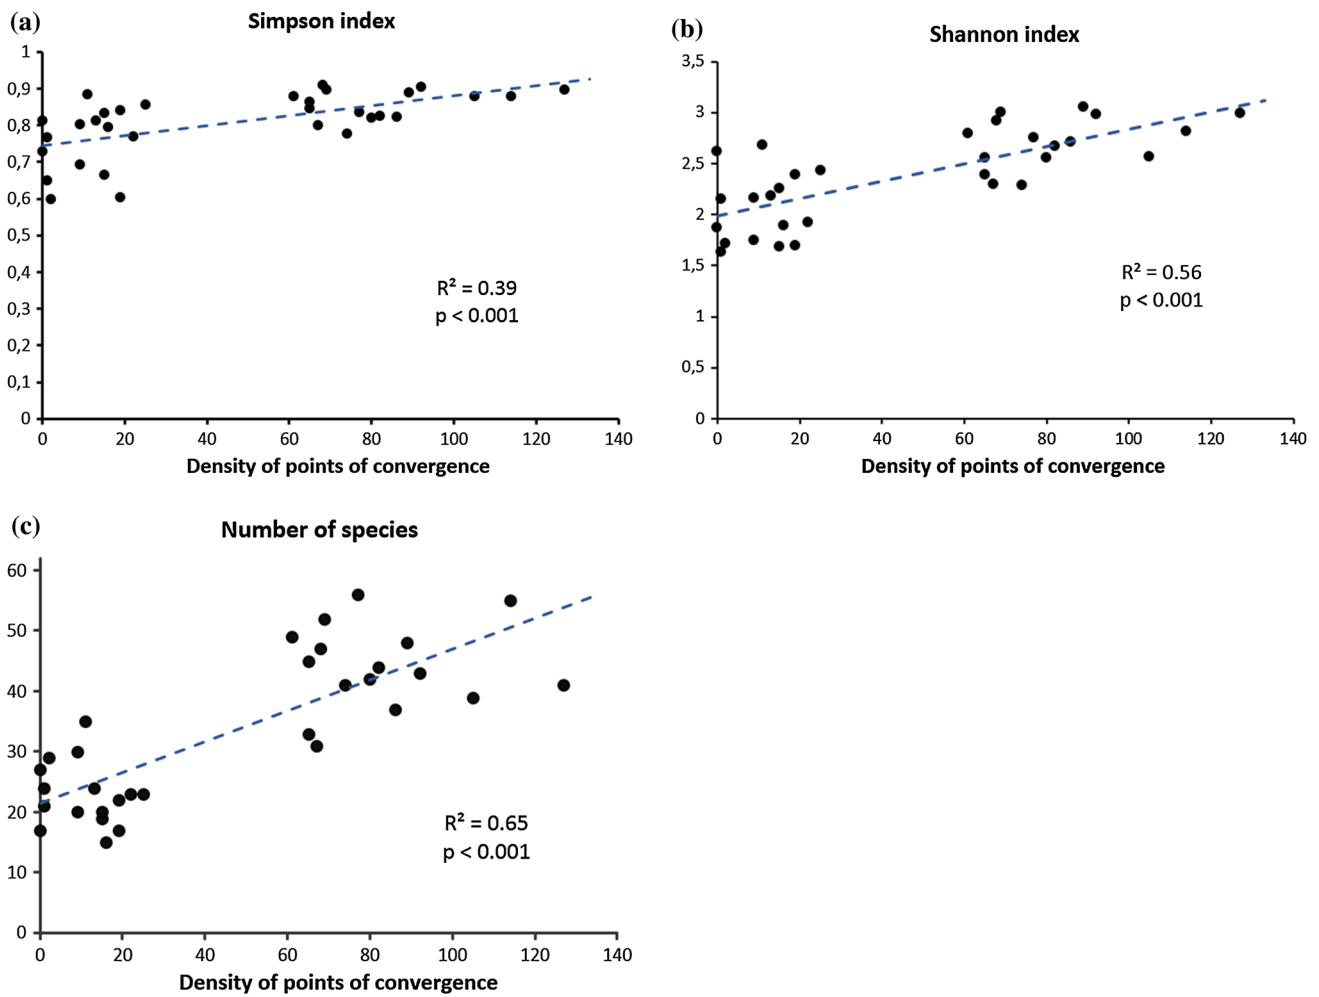 (a)
Simpson index
1
0,9
0,8
0,7
0,6
0,5
0,4
0,3
0,2
0,1
0
R² = 0.39
p < 0.001
0 20 40 60 80 100 120 140
Density of points of convergence
(b)
Shannon index
3,5
3
2,5
2
1,5
1
0,5
0
R² = 0.56
p < 0.001
0 20 40 60 80 100 120 140
Density of points of convergence
(c)
Number of species
60
50
40
30
20
10
0
R² = 0.65
p < 0.001
0 20 40 60 80 100 120 140
Density of points of convergence